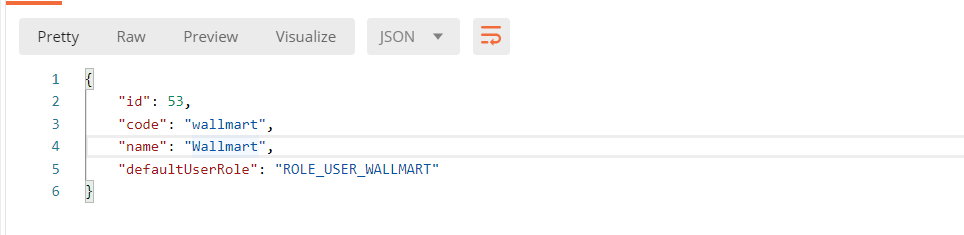 Pretty Raw Preview Visualize JSON
1 {
2 "id": 53,
3 "code": "wallmart",
4 "name": "Wallmart",
5 "defaultUserRole": "ROLE_USER_WALLMART"
6 }